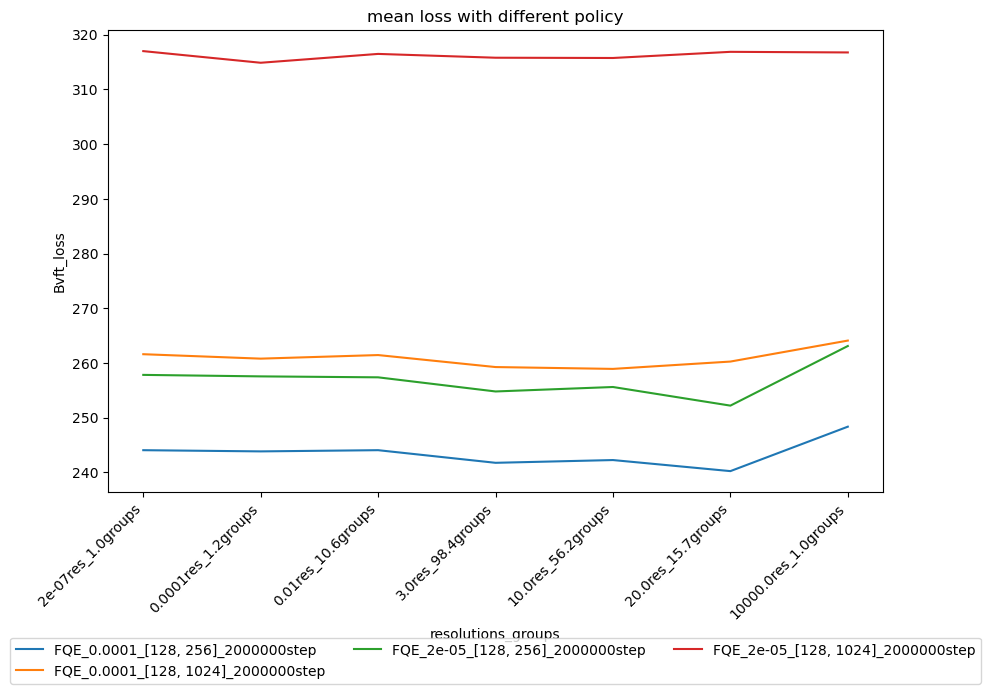 mean loss with different policy
320
310
300
290
280
270
260
250
240
Bvft_loss
2e-07res_1.0groups
0.0001res_1.2groups
0.01res_10.6groups
3.0res_98.4groups
10.0res_56.2groups
20.0res_15.7groups
10000.0res_1.0groups
resolutions_groups
FQE_0.0001_[128, 256]_2000000step
FQE_0.0001_[128, 1024]_2000000step
FQE_2e-05_[128, 256]_2000000step
FQE_2e-05_[128, 1024]_2000000step